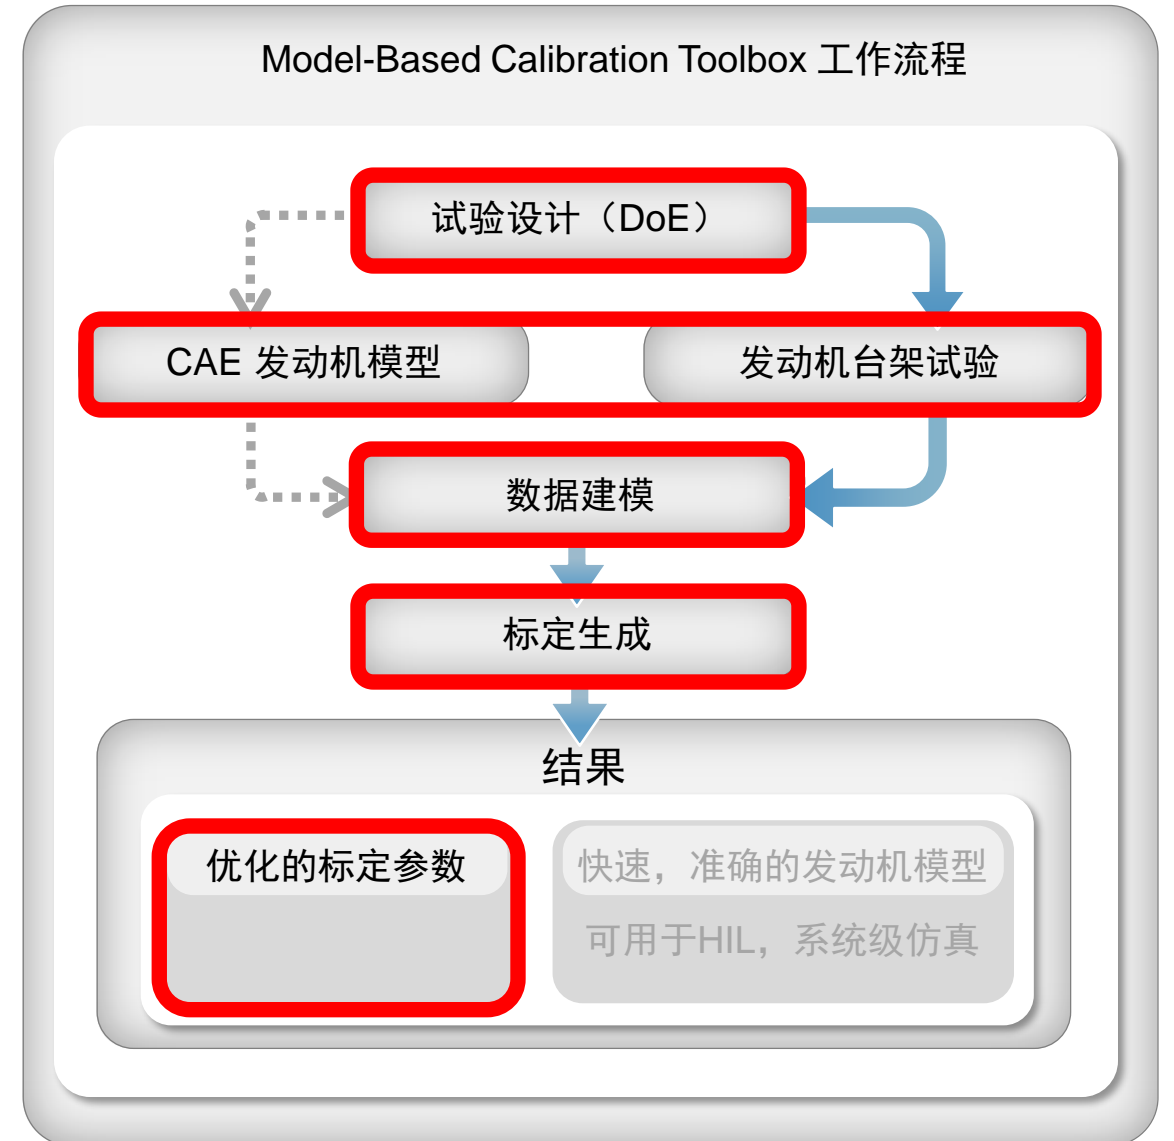 Model-Based Calibration Toolbox 工作流程
试验设计（DoE）
CAE 发动机模型
发动机台架试验
数据建模
标定生成
结果
优化的标定参数
快速，准确的发动机模型
可用于HIL，系统级仿真